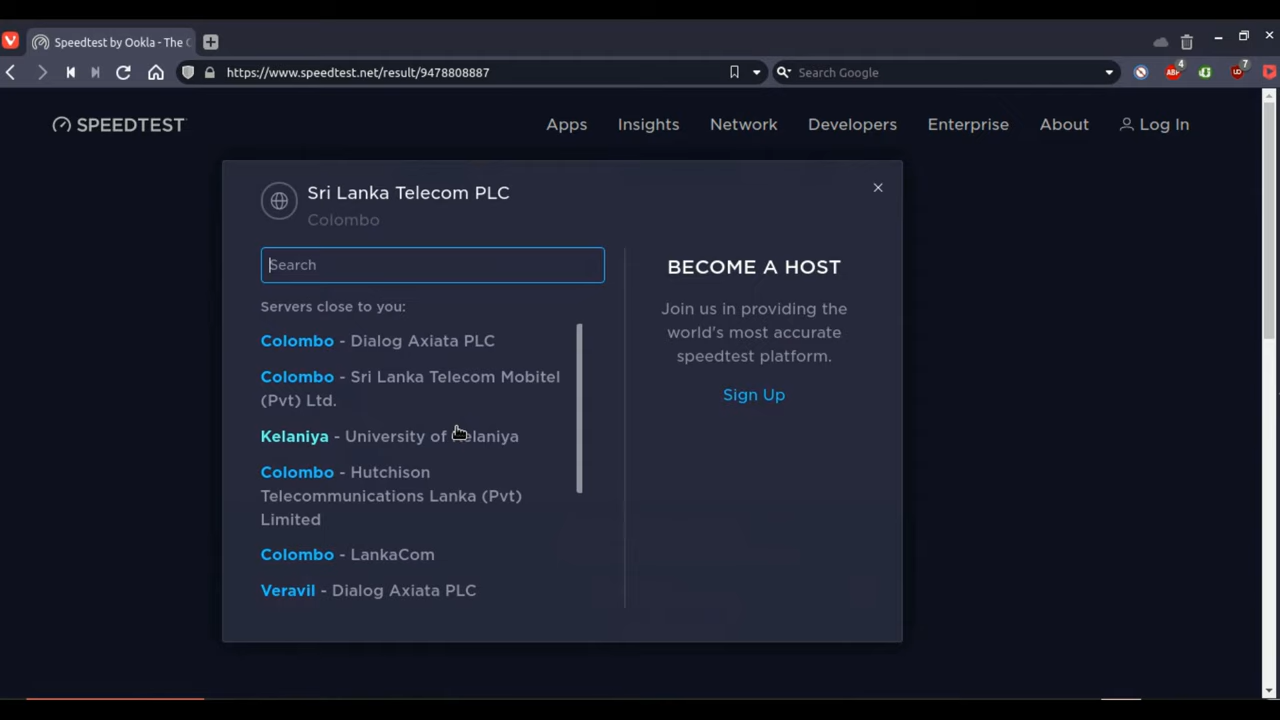 Speedtest by Ookla - The
https://www.speedtest.net/result/9478808887
Search Google
4
7
SPEEDTEST
Apps
Insights
Network
Developers
Enterprise
About
Log In
Sri Lanka Telecom PLC
Colombo
Search
Servers close to you:
Colombo - Dialog Axiata PLC
Colombo - Sri Lanka Telecom Mobitel
(Pvt) Ltd.
Kelaniya - University of Kelaniya
Colombo - Hutchison
Telecommunications Lanka (Pvt)
Limited
Colombo - LankaCom
Veravil - Dialog Axiata PLC
BECOME A HOST
Join us in providing the
world's most accurate
speedtest platform.
Sign Up